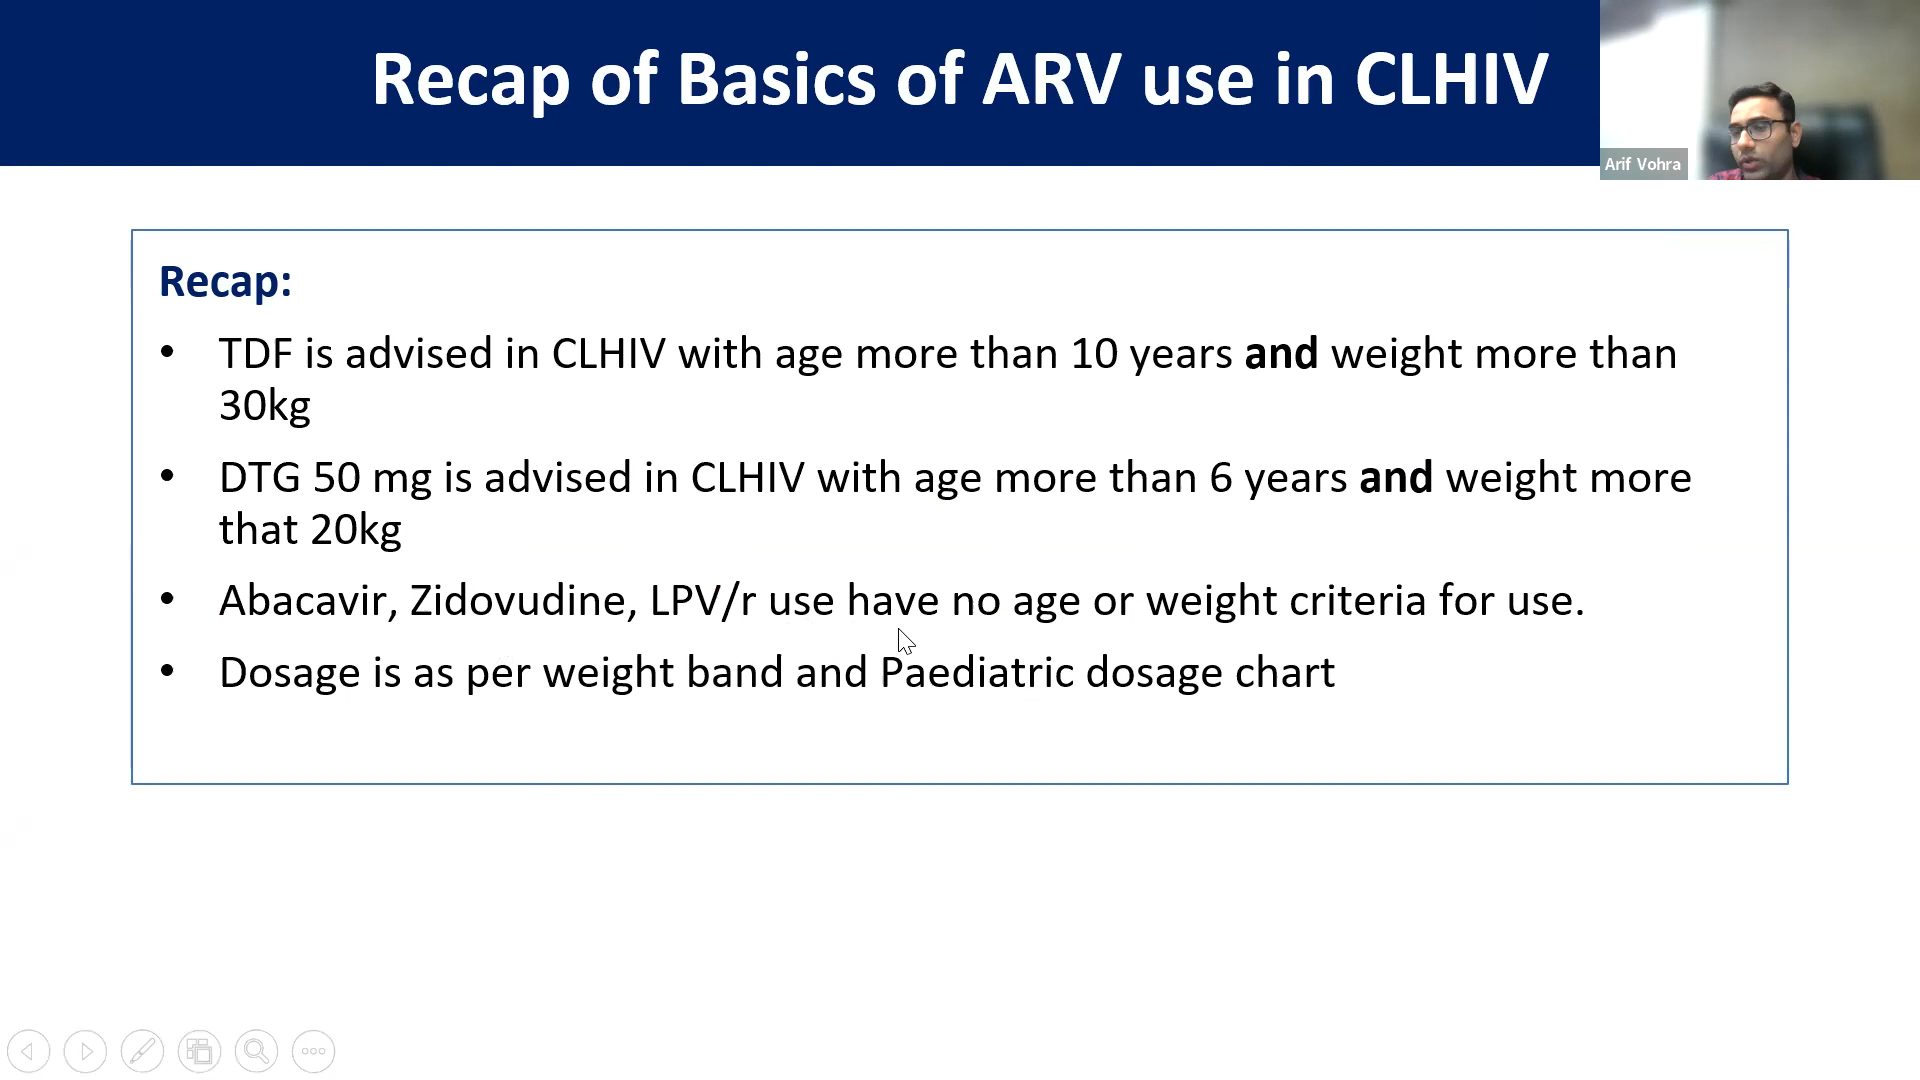 Recap of Basics of ARV use in CLHIV
Arif Vohra
Recap:
• TDF is advised in CLHIV with age more than 10 years and weight more than
30kg
• DTG 50 mg is advised in CLHIV with age more than 6 years and weight more
that 20kg
• Abacavir, Zidovudine, LPV/r use have no age or weight criteria for use.
• Dosage is as per weight band and Paediatric dosage chart